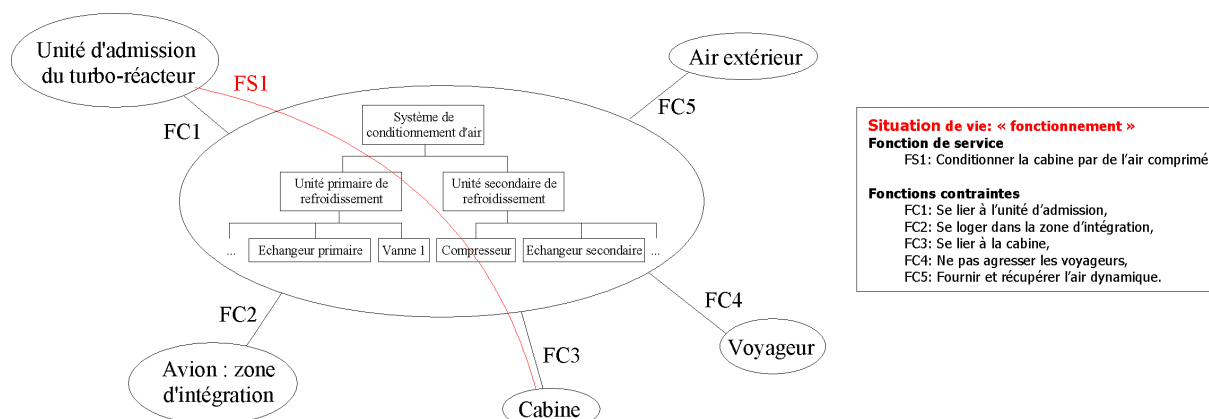 Unité d'admission
du turbo-réacteur
FS1
FC1
Air extérieur
FC5
Système de
conditionnement d'air
Unité primaire de
refroidissement
Unité secondaire de
refroidissement
...
Echangeur primaire
Vanne 1
Compresseur
Echangeur secondaire
...
FC2
Avion : zone
d'intégration
FC3
Cabine
FC4
Voyageur
Situation de vie: « fonctionnement »
Fonction de service
FS1: Conditionner la cabine par de l'air comprimé
Fonctions contraintes
FC1: Se lier à l'unité d'admission,
FC2: Se loger dans la zone d'intégration,
FC3: Se lier à la cabine,
FC4: Ne pas agresser les voyageurs,
FC5: Fournir et récupérer l'air dynamique.